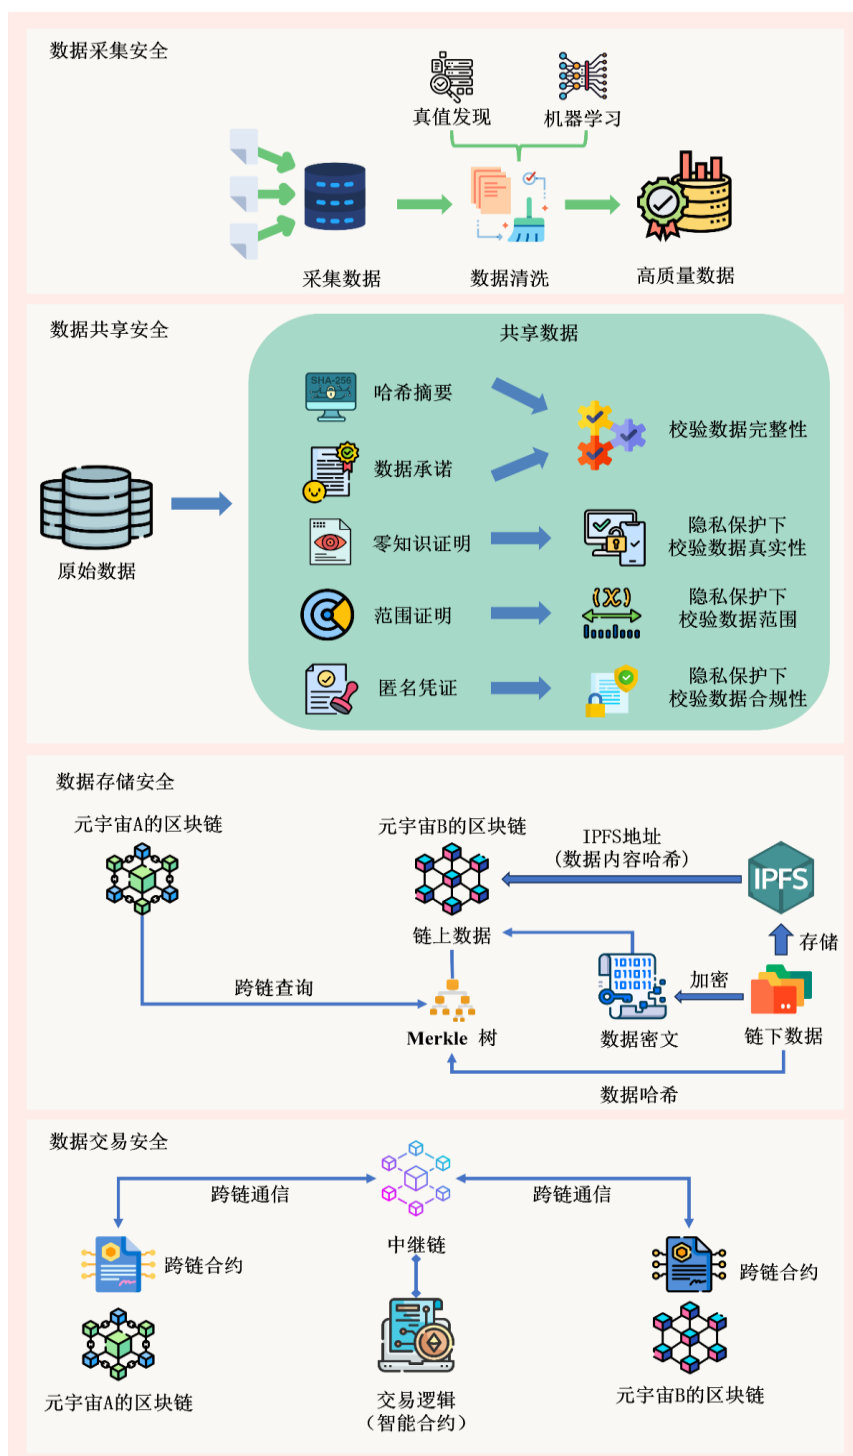 数据采集安全
真值发现
机器学习
采集数据
数据清洗
高质量数据
数据共享安全
共享数据
SHA-256
哈希摘要
校验数据完整性
数据承诺
原始数据
零知识证明
隐私保护下
校验数据真实性
范围证明
(X)
隐私保护下
校验数据范围
匿名凭证
隐私保护下
校验数据合规性
数据存储安全
元宇宙A的区块链
元宇宙B的区块链
IPFS地址
(数据内容哈希)
IPFS
链上数据
存储
跨链查询
101011
011010
101011
加密
Merkle 树
数据密文
链下数据
数据哈希
数据交易安全
跨链通信
跨链通信
中继链
跨链合约
跨链合约
元宇宙A的区块链
交易逻辑
(智能合约)
元宇宙B的区块链